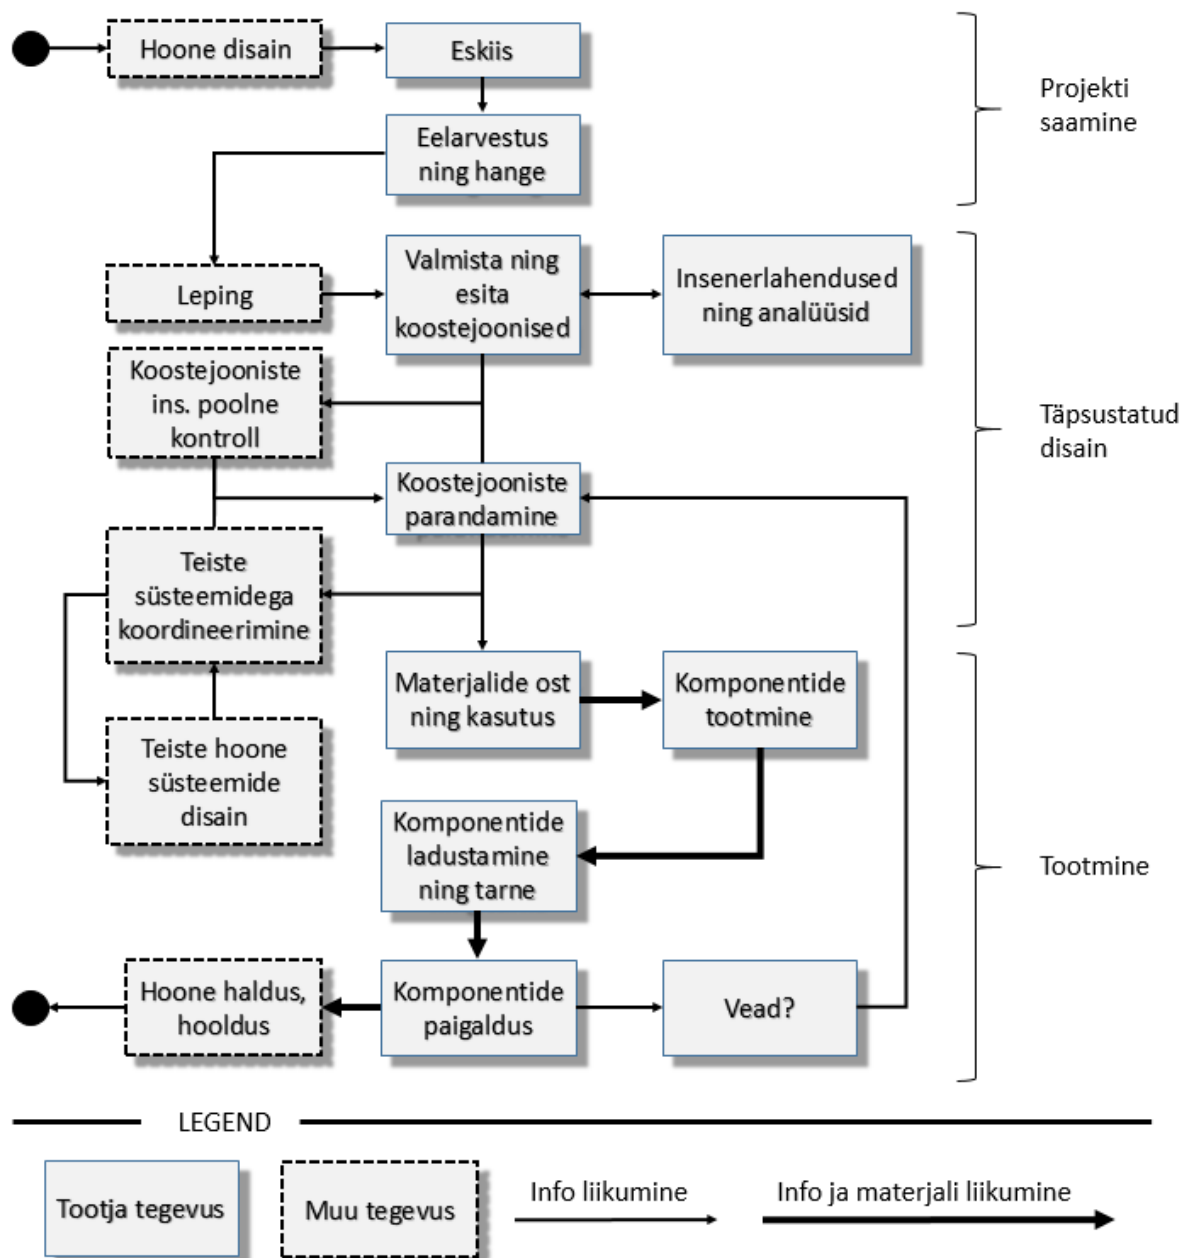 Hoone disain
Eskiis
Eelarvestus
ning hange
Projekti
saamine
Leping
Valmista ning
esita
koostejoonised
Insenerlahendused
ning analüüsid
Koostejooniste
ins. poolne
kontroll
Täpsustatud
disain
Koostejooniste
parandamine
Teiste
süsteemidega
koordineerimine
Materjalide ost
ning kasutus
Komponentide
tootmine
Teiste hoone
süsteemide
disain
Komponentide
ladustamine
ning tarne
Tootmine
Hoone haldus,
hooldus
Komponentide
paigaldus
Vead?
LEGEND
Tootja tegevus
Muu tegevus
Info liikumine
Info ja materjali liikumine